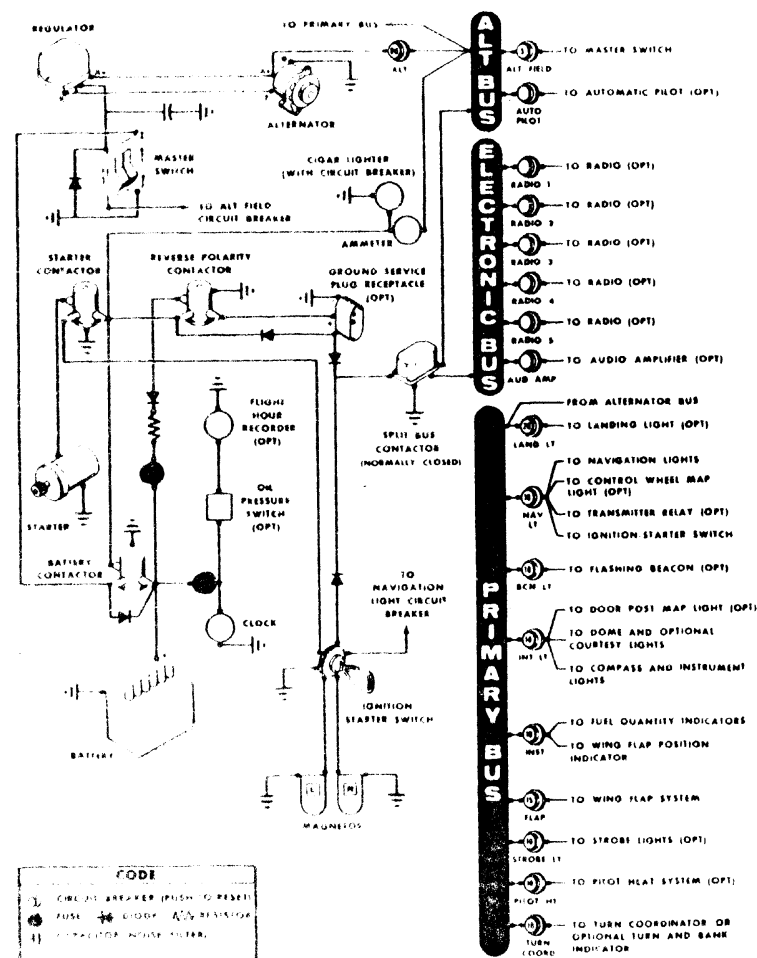 REGULATOR
TO PRIMARY BUS
ALT
ALTERNATOR
MASTER
SWITCH
CIGAR LIGHTER
(WITH CIRCUIT BREAKER)
TO ALT FIELD
CIRCUIT BREAKER
AMMETER
STARTER
CONTACTOR
REVERSE POLARITY
CONTACTOR
GROUND SERVICE
PLUG RECEPTACLE
(OPT)
FLIGHT
HOUR
RECORDER
(OPT)
SPLIT BUS
CONTACTOR
(NORMALLY CLOSED)
OIL
PRESSURE
SWITCH
(OPT)
STARTER
BATTERY
CONTACTOR
CLOCK
TO
NAVIGATION
LIGHT CIRCUIT
BREAKER
IGNITION
STARTER SWITCH
BATTERY
L
R
MAGNETOS
CODE
CIRCUIT BREAKER (PUSH TO RESET)
FUSE DIODE RESISTOR
CAPACITOR (NOISE FILTER)
ALT BUS
TO MASTER SWITCH
ALT FIELD
TO AUTOMATIC PILOT (OPT)
AUTO
PILOT
ELECTRONIC BUS
TO RADIO (OPT)
RADIO 1
TO RADIO (OPT)
RADIO 2
TO RADIO (OPT)
RADIO 3
TO RADIO (OPT)
RADIO 4
TO RADIO (OPT)
RADIO 5
TO AUDIO AMPLIFIER (OPT)
AUD AMP
PRIMARY BUS
FROM ALTERNATOR BUS
TO LANDING LIGHT (OPT)
LAND LT
TO NAVIGATION LIGHTS
TO CONTROL WHEEL MAP
LIGHT (OPT)
10
NAV
LT
TO TRANSMITTER RELAY (OPT)
TO IGNITION-STARTER SWITCH
10
TO FLASHING BEACON (OPT)
BCN LT
TO DOOR POST MAP LIGHT (OPT)
TO DOME AND OPTIONAL
COURTESY LIGHTS
10
INT LT
TO COMPASS AND INSTRUMENT
LIGHTS
TO FUEL QUANTITY INDICATORS
10
INST
TO WING FLAP POSITION
INDICATOR
15
TO WING FLAP SYSTEM
FLAP
10
TO STROBE LIGHTS (OPT)
STROBE LT
10
TO PITOT HEAT SYSTEM (OPT)
PITOT HT
TO TURN COORDINATOR OR
OPTIONAL TURN AND BANK
INDICATOR
TURN
COORD